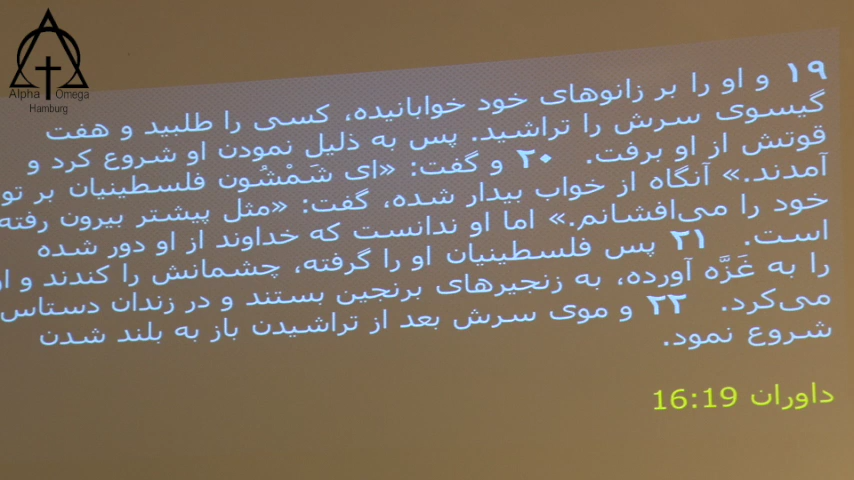 Alpha Omega
Hamburg
۱۹ و او را بر زانوهای خود خوابانیده، کسی را طلبید و هفت
گیسوی سرش را تراشید. پس به ذلیل نمودن او شروع کرد و
قوتش از او برفت. ۲۰ و گفت: «ای شَمْشُون فلسطینیان بر تو
آمدند.» آنگاه از خواب بیدار شده، گفت: «مثل پیشتر بیرون رفته
خود را می‌افشانم.» اما او ندانست که خداوند از او دور شده
است. ۲۱ پس فلسطینیان او را گرفته، چشمانش را کندند و
را به غَزَّه آورده، به زنجیرهای برنجین بستند و در زندان دستاس
می‌کرد. ۲۲ و موی سرش بعد از تراشیدن باز به بلند شدن
شروع نمود.
داوران 16:19